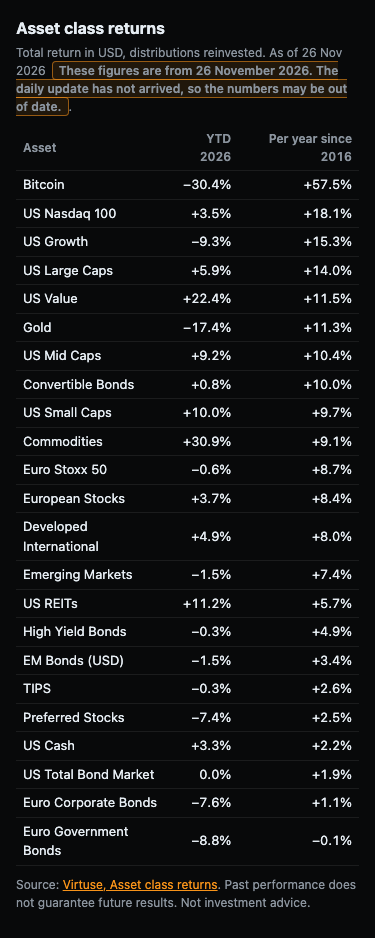 Asset class returns
Total return in USD, distributions reinvested. As of 26 Nov
2026 These figures are from 26 November 2026. The
daily update has not arrived, so the numbers may be out
of date. .
Asset YTD 2026 Per year since 2016
Bitcoin −30.4% +57.5%
US Nasdaq 100 +3.5% +18.1%
US Growth −9.3% +15.3%
US Large Caps +5.9% +14.0%
US Value +22.4% +11.5%
Gold −17.4% +11.3%
US Mid Caps +9.2% +10.4%
Convertible Bonds +0.8% +10.0%
US Small Caps +10.0% +9.7%
Commodities +30.9% +9.1%
Euro Stoxx 50 −0.6% +8.7%
European Stocks +3.7% +8.4%
Developed International +4.9% +8.0%
Emerging Markets −1.5% +7.4%
US REITs +11.2% +5.7%
High Yield Bonds −0.3% +4.9%
EM Bonds (USD) −1.5% +3.4%
TIPS −0.3% +2.6%
Preferred Stocks −7.4% +2.5%
US Cash +3.3% +2.2%
US Total Bond Market 0.0% +1.9%
Euro Corporate Bonds −7.6% +1.1%
Euro Government Bonds −8.8% −0.1%
Source: Virtuse, Asset class returns. Past performance does
not guarantee future results. Not investment advice.